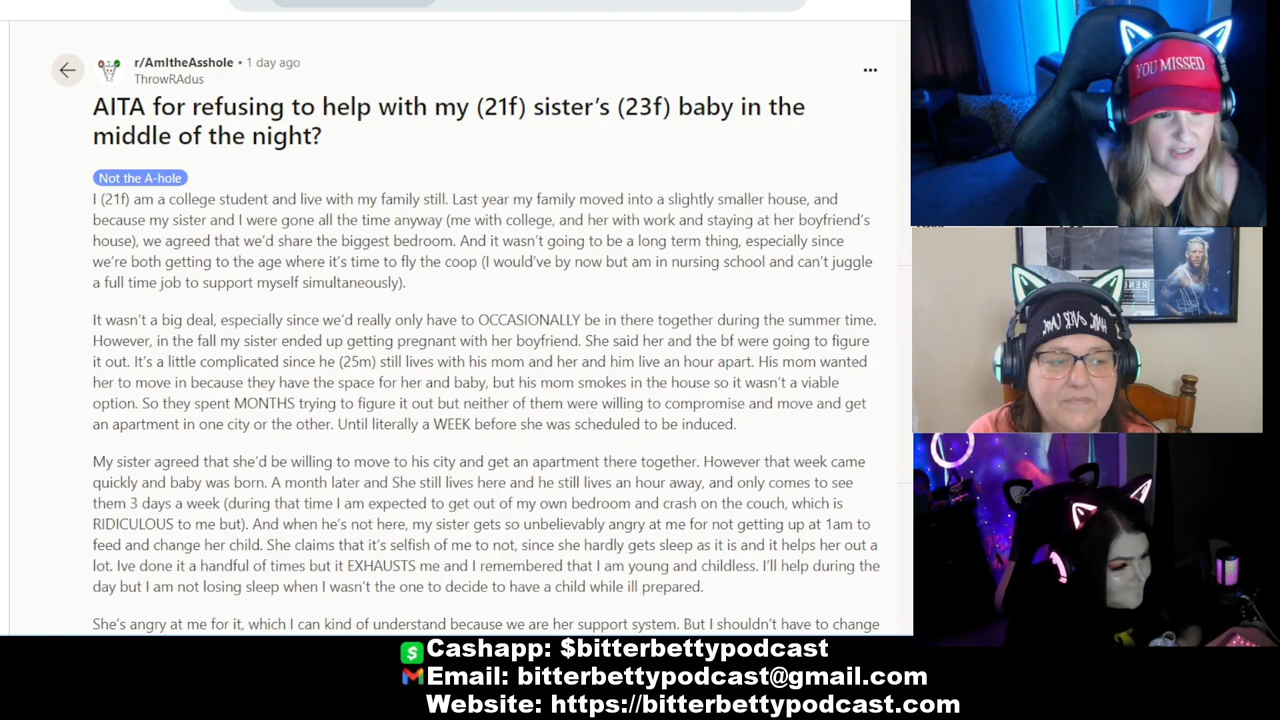 r/AmItheAsshole • 1 day ago
ThrowRAdus
AITA for refusing to help with my (21f) sister's (23f) baby in the
middle of the night?
Not the A-hole
I (21f) am a college student and live with my family still. Last year my family moved into a slightly smaller house, and
because my sister and I were gone all the time anyway (me with college, and her with work and staying at her boyfriend's
house), we agreed that we'd share the biggest bedroom. And it wasn't going to be a long term thing, especially since
we're both getting to the age where it's time to fly the coop (I would've by now but am in nursing school and can't juggle
a full time job to support myself simultaneously).
It wasn't a big deal, especially since we'd really only have to OCCASIONALLY be in there together during the summer time.
However, in the fall my sister ended up getting pregnant with her boyfriend. She said her and the bf were going to figure
it out. It's a little complicated since he (25m) still lives with his mom and her and him live an hour apart. His mom wanted
her to move in because they have the space for her and baby, but his mom smokes in the house so it wasn't a viable
option. So they spent MONTHS trying to figure it out but neither of them were willing to compromise and move and get
an apartment in one city or the other. Until literally a WEEK before she was scheduled to be induced.
My sister agreed that she'd be willing to move to his city and get an apartment there together. However that week came
quickly and baby was born. A month later and She still lives here and he still lives an hour away, and only comes to see
them 3 days a week (during that time I am expected to get out of my own bedroom and crash on the couch, which is
RIDICULOUS to me but). And when he's not here, my sister gets so unbelievably angry at me for not getting up at 1am to
feed and change her child. She claims that it's selfish of me to not, since she hardly gets sleep as it is and it helps her out a
lot. Ive done it a handful of times but it EXHAUSTS me and I remembered that I am young and childless. I'll help during the
day but I am not losing sleep when I wasn't the one to decide to have a child while ill prepared.
She's angry at me for it, which I can kind of understand because we are her support system. But I shouldn't have to change
YOU MISSED
Cashapp: $bitterbettypodcast
Email: bitterbettypodcast@gmail.com
Website: https://bitterbettypodcast.com